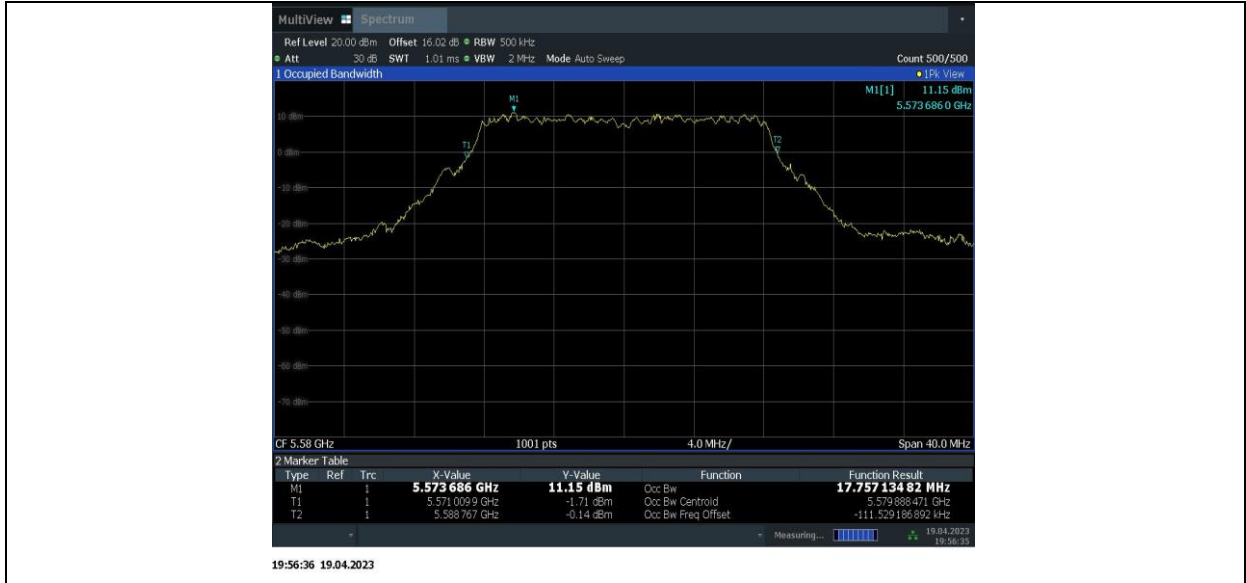 MultiView Spectrum
Ref Level 20.00 dBm Offset 16.02 dB RBW 500 kHz
Att 30 dB SWT 1.01 ms VBW 2 MHz Mode Auto Sweep Count 500/500
1 Occupied Bandwidth 1Pk View
M1[1] 11.15 dBm
5.573 686 0 GHz
M1
10 dBm
T1
T2
0 dBm
-10 dBm
-20 dBm
-30 dBm
-40 dBm
-50 dBm
-60 dBm
-70 dBm
CF 5.58 GHz 1001 pts 4.0 MHz/ Span 40.0 MHz
2 Marker Table
Type Ref Trc X-Value Y-Value Function Function Result
M1 1 5.573 686 GHz 11.15 dBm Occ Bw 17.757 134 82 MHz
T1 1 5.571 009 9 GHz -1.71 dBm Occ Bw Centroid 5.579 888 471 GHz
T2 1 5.588 767 GHz -0.14 dBm Occ Bw Freq Offset -111.529 186 892 kHz
Measuring... 19.04.2023
19:56:35
19:56:36 19.04.2023